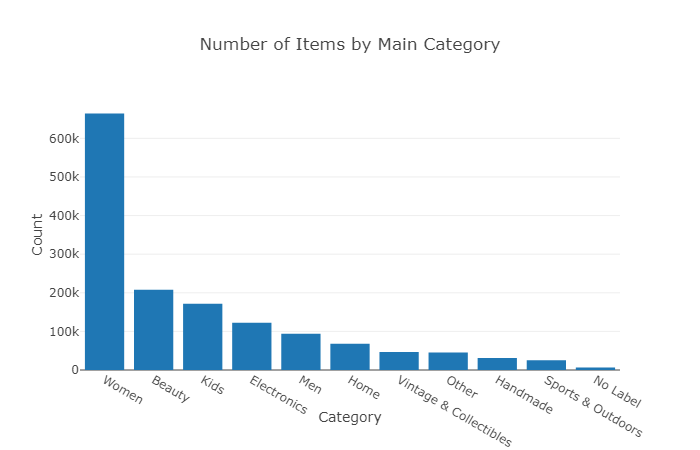 Number of Items by Main Category
600k
500k
400k
300k
200k
100k
0
Count
Women
Beauty
Kids
Electronics
Men
Home
Vintage & Collectibles
Other
Handmade
Sports & Outdoors
No Label
Category